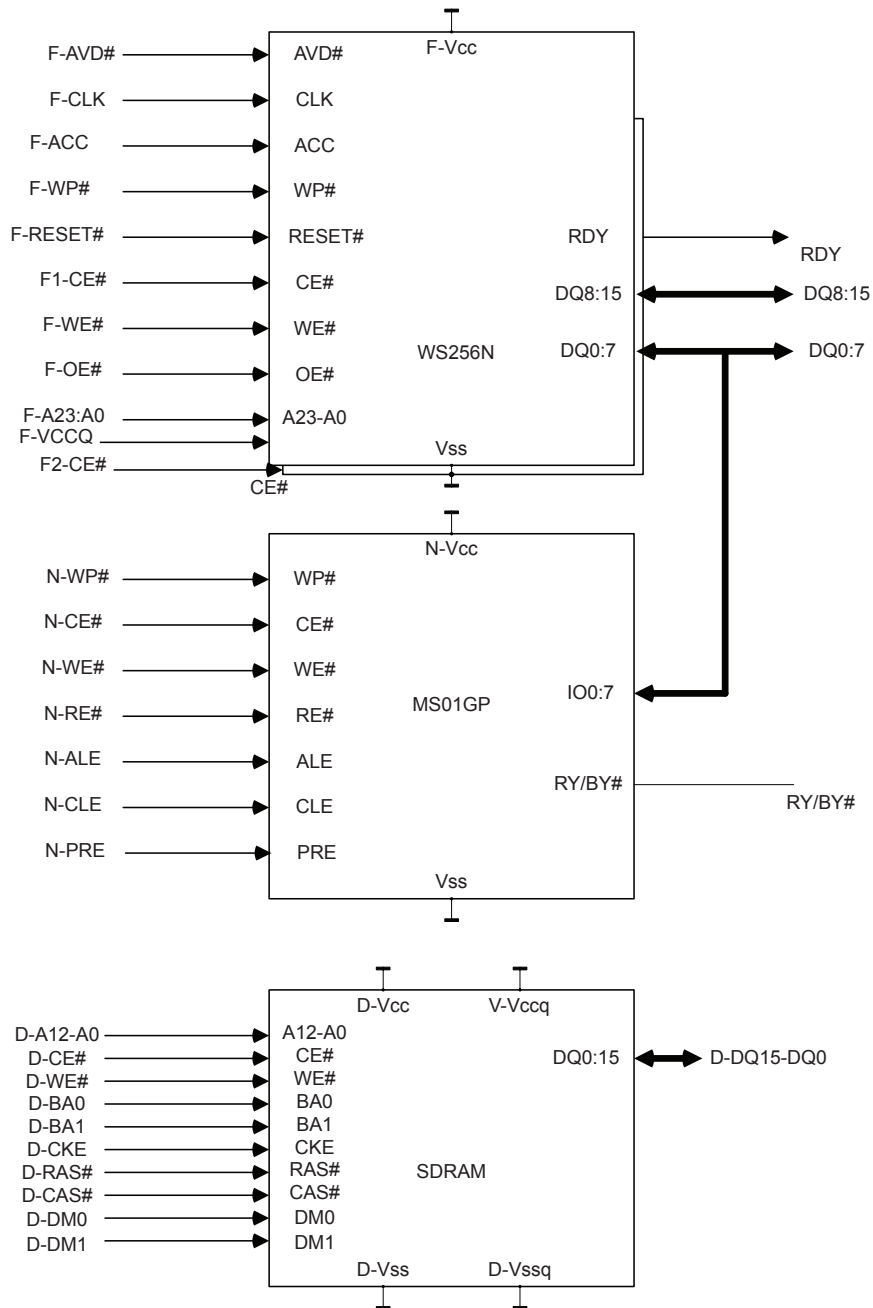 F-Vcc
F-AVD# AVD#
F-CLK CLK
F-ACC ACC
F-WP# WP#
F-RESET# RESET# RDY RDY
F1-CE# CE# DQ8:15 DQ8:15
F-WE# WE# WS256N DQ0:7 DQ0:7
F-OE# OE#
F-A23:A0 A23-A0
F-VCCQ Vss
F2-CE# CE#
N-Vcc
N-WP# WP#
N-CE# CE#
N-WE# WE# IO0:7
N-RE# RE# MS01GP
N-ALE ALE RY/BY# RY/BY#
N-CLE CLE
N-PRE PRE
Vss
D-Vcc V-Vccq
D-A12-A0 A12-A0
D-CE# CE# DQ0:15 D-DQ15-DQ0
D-WE# WE#
D-BA0 BA0
D-BA1 BA1
D-CKE CKE
D-RAS# RAS# SDRAM
D-CAS# CAS#
D-DM0 DM0
D-DM1 DM1
D-Vss D-Vssq